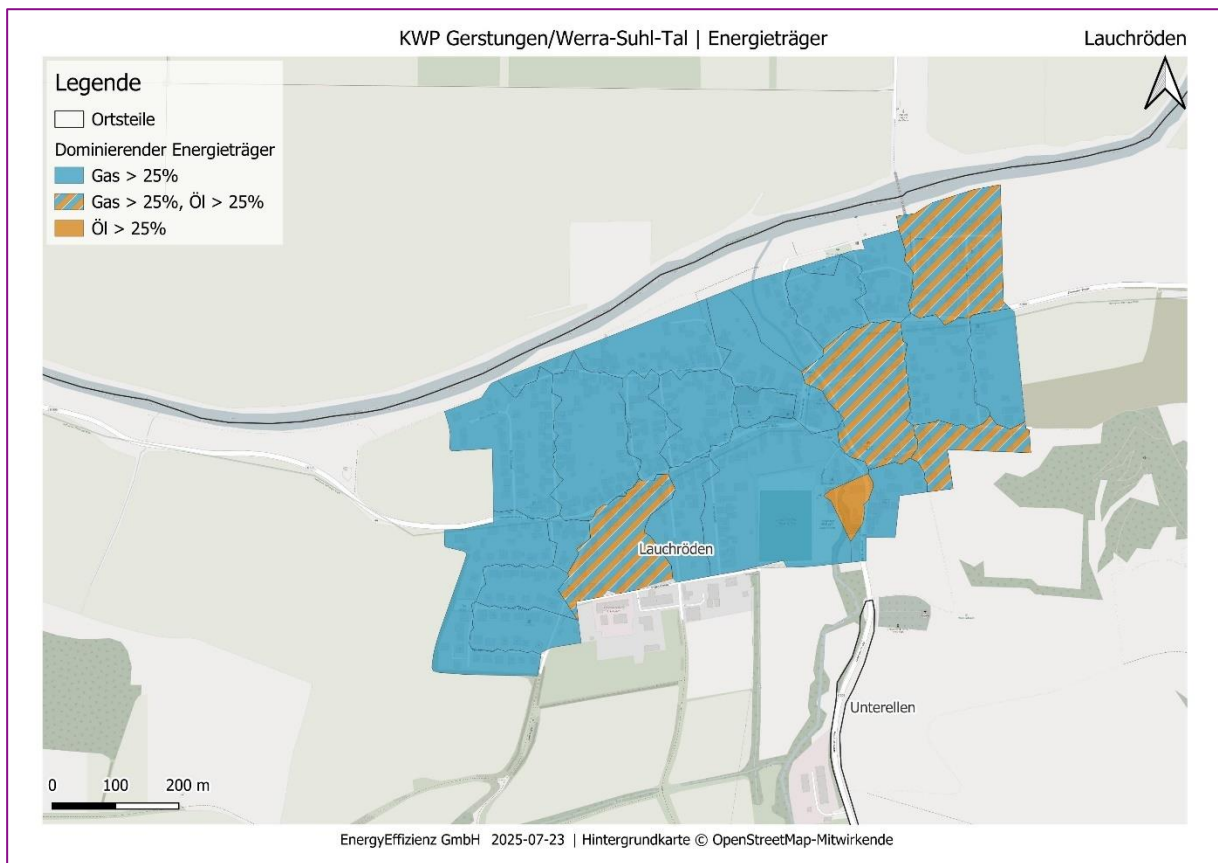 KWP Gerstungen/Werra-Suhl-Tal | Energieträger
Lauchröden
Legende
Ortsteile
Dominierender Energieträger
Gas > 25%
Gas > 25%, Öl > 25%
Öl > 25%
Lauchröden
Unterellen
0 100 200 m
EnergyEffizienz GmbH 2025-07-23 | Hintergrundkarte © OpenStreetMap-Mitwirkende